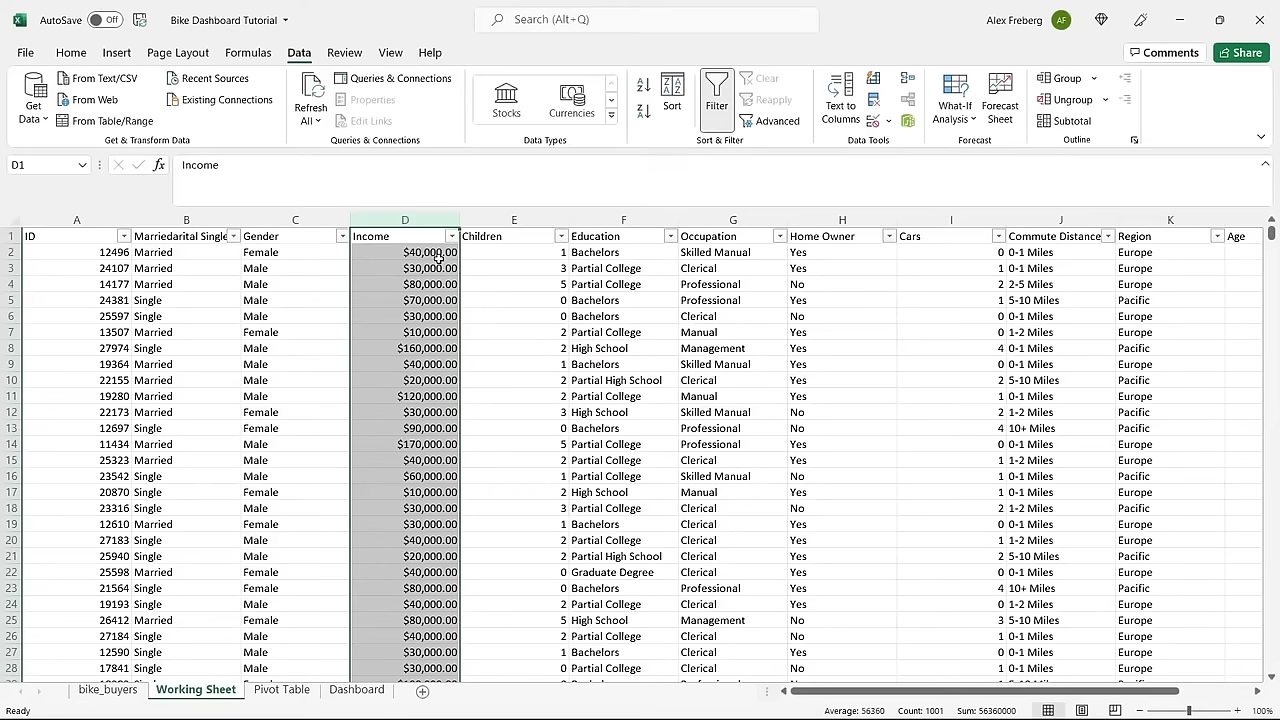 AutoSave Off Bike Dashboard Tutorial Search (Alt+Q) Alex Freberg AF
File Home Insert Page Layout Formulas Data Review View Help Comments Share
Get Data From Text/CSV From Web From Table/Range Recent Sources Existing Connections
Refresh All Queries & Connections Properties Edit Links
Stocks Currencies
Sort Filter Clear Reapply Advanced
Text to Columns What-If Analysis Forecast Sheet
Group Ungroup Subtotal
Get & Transform Data Queries & Connections Data Types Sort & Filter Data Tools Forecast Outline
D1 fx Income
A B C D E F G H I J K
1 ID Marriedarital Single Gender Income Children Education Occupation Home Owner Cars Commute Distance Region Age
2 12496 Married Female $40,000.00 1 Bachelors Skilled Manual Yes 0 0-1 Miles Europe
3 24107 Married Male $30,000.00 3 Partial College Clerical Yes 1 0-1 Miles Europe
4 14177 Married Male $80,000.00 5 Partial College Professional No 2 2-5 Miles Europe
5 24381 Single Male $70,000.00 0 Bachelors Professional Yes 1 5-10 Miles Pacific
6 25597 Single Male $30,000.00 0 Bachelors Clerical No 0 0-1 Miles Europe
7 13507 Married Female $10,000.00 2 Partial College Manual Yes 0 1-2 Miles Europe
8 27974 Single Male $160,000.00 2 High School Management Yes 4 0-1 Miles Pacific
9 19364 Married Male $40,000.00 1 Bachelors Skilled Manual Yes 0 0-1 Miles Europe
10 22155 Married Male $20,000.00 2 Partial High School Clerical Yes 2 5-10 Miles Pacific
11 19280 Married Male $120,000.00 2 Partial College Manual Yes 1 0-1 Miles Europe
12 22173 Married Female $30,000.00 3 High School Skilled Manual No 2 1-2 Miles Pacific
13 12697 Single Female $90,000.00 0 Bachelors Professional No 4 10+ Miles Pacific
14 11434 Married Male $170,000.00 5 Partial College Professional Yes 0 0-1 Miles Europe
15 25323 Married Male $40,000.00 2 Partial College Clerical Yes 1 1-2 Miles Europe
16 23542 Single Male $60,000.00 1 Partial College Skilled Manual No 1 0-1 Miles Pacific
17 20870 Single Female $10,000.00 2 High School Manual Yes 1 0-1 Miles Europe
18 23316 Single Male $30,000.00 3 Partial College Clerical No 2 1-2 Miles Pacific
19 12610 Married Female $30,000.00 1 Bachelors Clerical Yes 0 0-1 Miles Europe
20 27183 Single Male $40,000.00 2 Partial College Clerical Yes 1 1-2 Miles Europe
21 25940 Single Male $20,000.00 2 Partial High School Clerical Yes 2 5-10 Miles Pacific
22 25598 Married Female $40,000.00 0 Graduate Degree Clerical Yes 0 0-1 Miles Europe
23 21564 Single Female $80,000.00 0 Bachelors Professional Yes 4 10+ Miles Pacific
24 19193 Single Male $40,000.00 2 Partial College Clerical Yes 0 1-2 Miles Europe
25 26412 Married Female $80,000.00 5 High School Management No 3 5-10 Miles Europe
26 27184 Single Male $40,000.00 2 Partial College Clerical No 1 0-1 Miles Europe
27 12590 Single Male $30,000.00 1 Bachelors Clerical Yes 0 0-1 Miles Europe
28 17841 Single Male $30,000.00 0 Partial College Clerical No 1 0-1 Miles Europe
bike_buyers Working Sheet Pivot Table Dashboard
Ready Average: 56360 Count: 1001 Sum: 56360000 100%